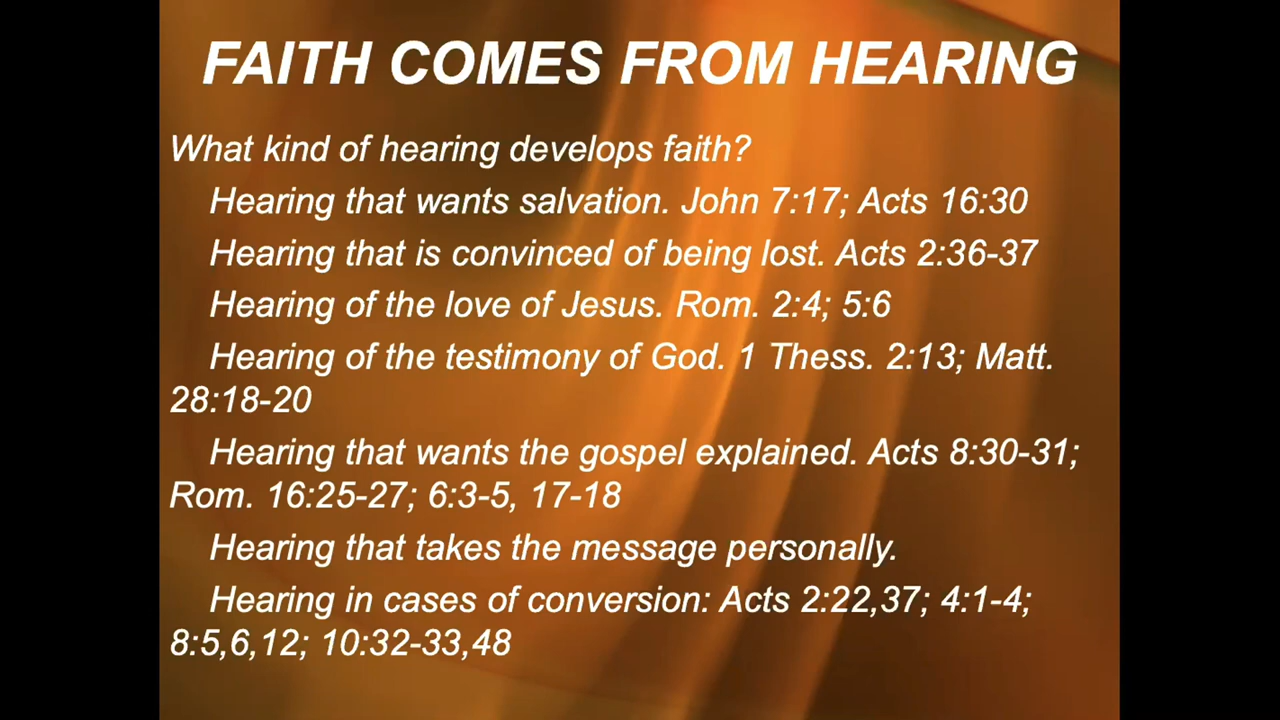 FAITH COMES FROM HEARING
What kind of hearing develops faith?
Hearing that wants salvation. John 7:17; Acts 16:30
Hearing that is convinced of being lost. Acts 2:36-37
Hearing of the love of Jesus. Rom. 2:4; 5:6
Hearing of the testimony of God. 1 Thess. 2:13; Matt.
28:18-20
Hearing that wants the gospel explained. Acts 8:30-31;
Rom. 16:25-27; 6:3-5, 17-18
Hearing that takes the message personally.
Hearing in cases of conversion: Acts 2:22,37; 4:1-4;
8:5,6,12; 10:32-33,48